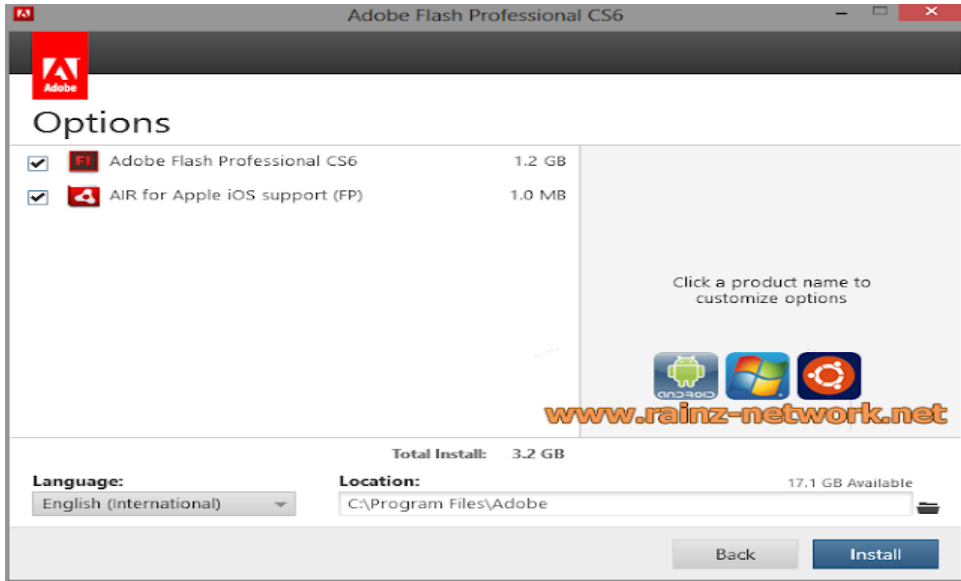 Adobe Flash Professional CS6
Adobe
Options
Fl Adobe Flash Professional CS6 1.2 GB
AIR for Apple iOS support (FP) 1.0 MB
Click a product name to
customize options
ANDROID
www.rainz-network.net
Total Install: 3.2 GB
Language: Location: 17.1 GB Available
English (International) C:\Program Files\Adobe
Back Install